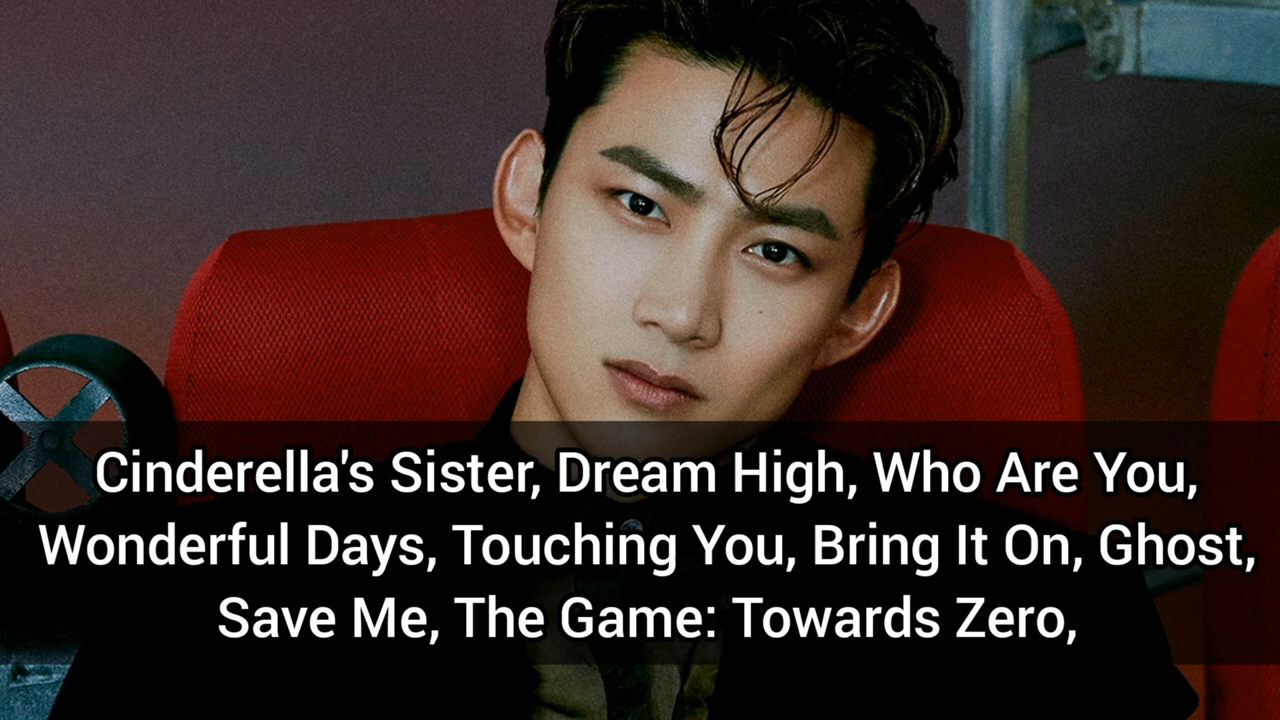 Cinderella's Sister, Dream High, Who Are You,
Wonderful Days, Touching You, Bring It On, Ghost,
Save Me, The Game: Towards Zero,